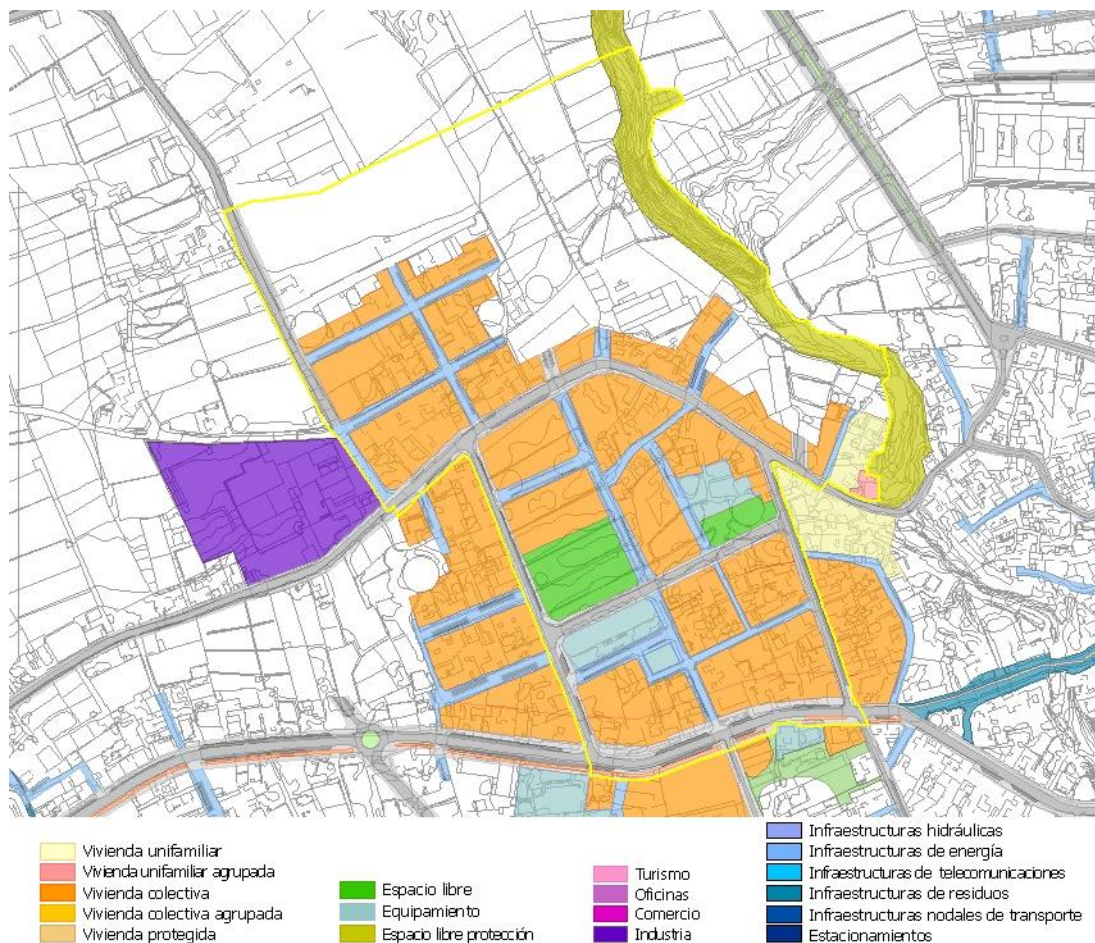 Vivienda unifamiliar
Vivienda unifamiliar agrupada
Vivienda colectiva
Vivienda colectiva agrupada
Vivienda protegida
Espacio libre
Equipamiento
Espacio libre protección
Turismo
Oficinas
Comercio
Industria
Infraestructuras hidráulicas
Infraestructuras de energía
Infraestructuras de telecomunicaciones
Infraestructuras de residuos
Infraestructuras nodales de transporte
Estacionamientos